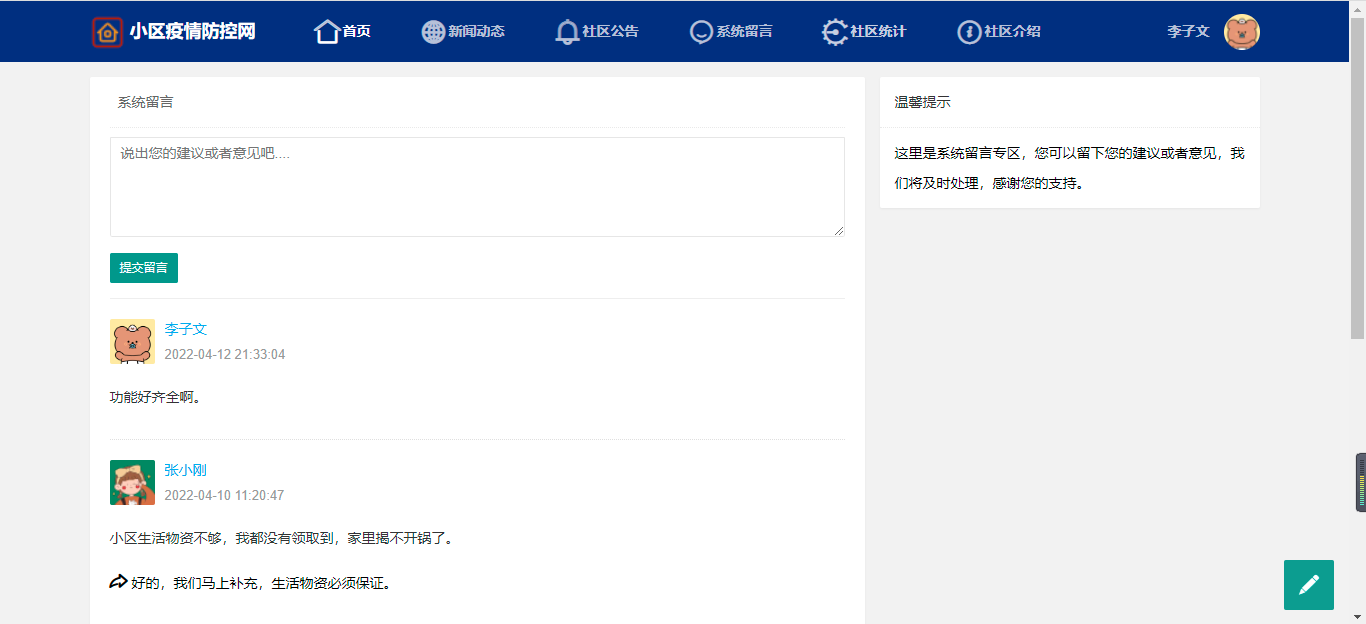 小区疫情防控网
首页
新闻动态
社区公告
系统留言
社区统计
社区介绍
李子文
系统留言
说出您的建议或者意见吧....
提交留言
李子文
2022-04-12 21:33:04
功能好齐全啊。
张小刚
2022-04-10 11:20:47
小区生活物资不够，我都没有领取到，家里揭不开锅了。
好的，我们马上补充，生活物资必须保证。
温馨提示
这里是系统留言专区，您可以留下您的建议或者意见，我
们将及时处理，感谢您的支持。